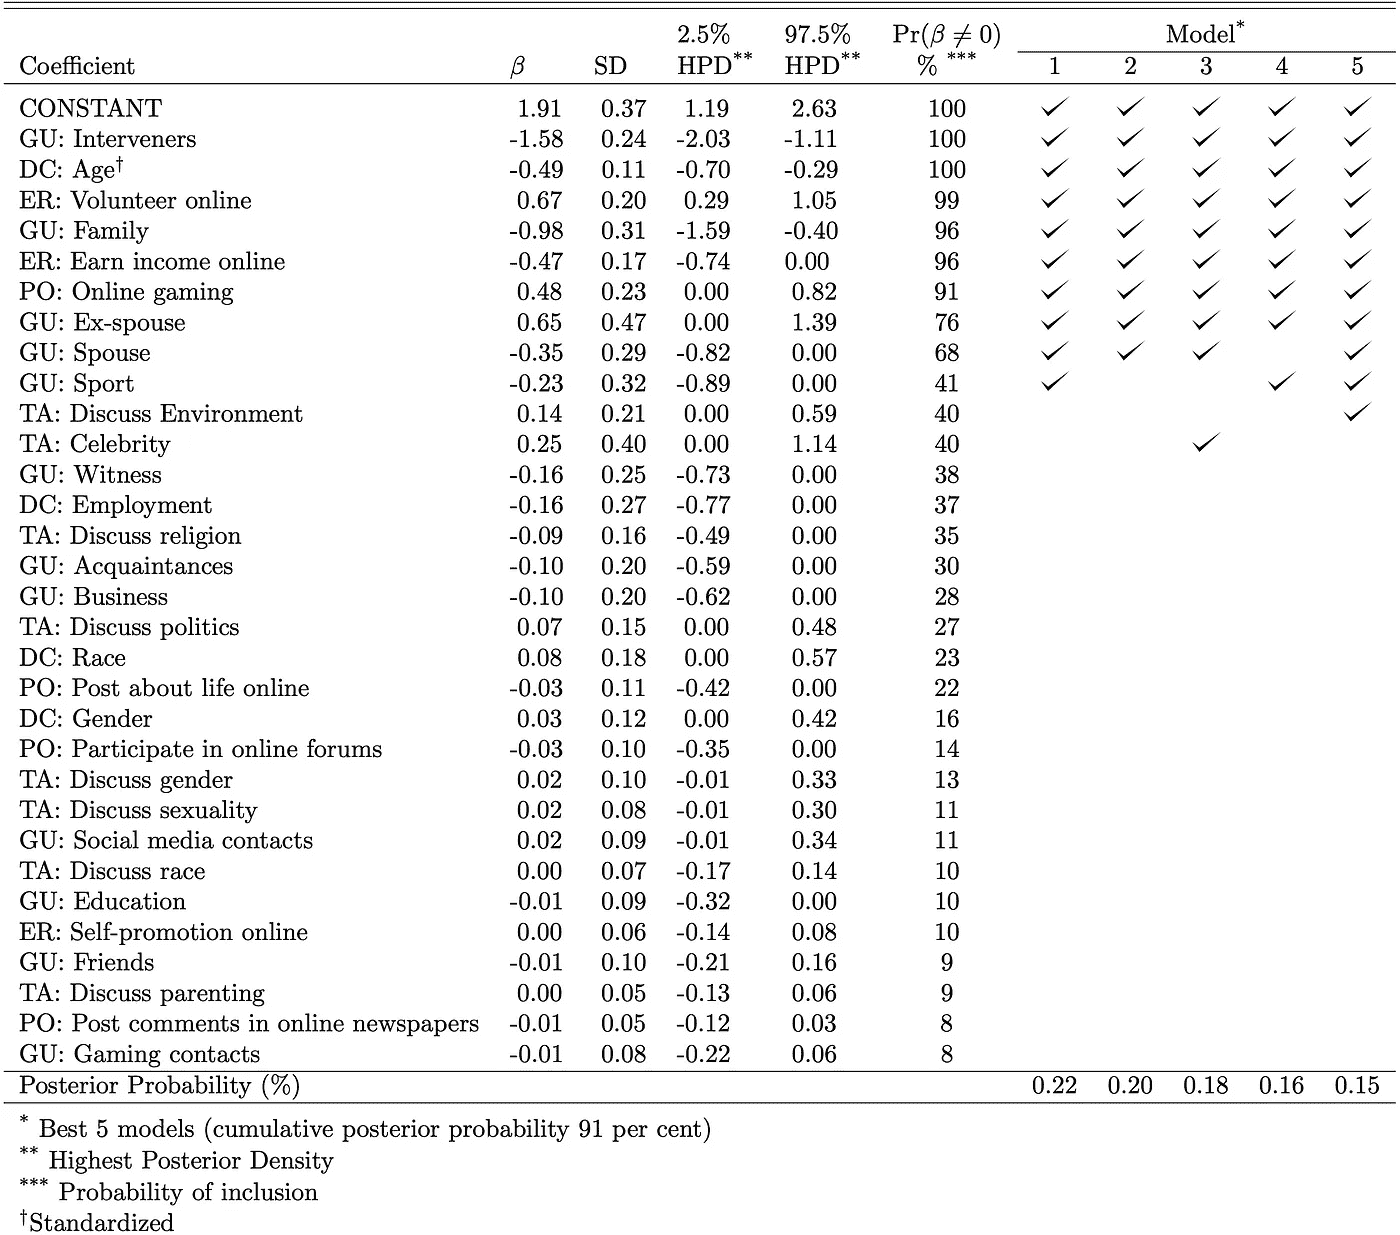 2.5% 97.5% Pr(β ≠ 0) Model*
Coefficient β SD HPD** HPD** % *** 1 2 3 4 5
CONSTANT 1.91 0.37 1.19 2.63 100 ✓ ✓ ✓ ✓ ✓
GU: Interveners -1.58 0.24 -2.03 -1.11 100 ✓ ✓ ✓ ✓ ✓
DC: Age† -0.49 0.11 -0.70 -0.29 100 ✓ ✓ ✓ ✓ ✓
ER: Volunteer online 0.67 0.20 0.29 1.05 99 ✓ ✓ ✓ ✓ ✓
GU: Family -0.98 0.31 -1.59 -0.40 96 ✓ ✓ ✓ ✓ ✓
ER: Earn income online -0.47 0.17 -0.74 0.00 96 ✓ ✓ ✓ ✓ ✓
PO: Online gaming 0.48 0.23 0.00 0.82 91 ✓ ✓ ✓ ✓ ✓
GU: Ex-spouse 0.65 0.47 0.00 1.39 76 ✓ ✓ ✓ ✓ ✓
GU: Spouse -0.35 0.29 -0.82 0.00 68 ✓ ✓ ✓ ✓
GU: Sport -0.23 0.32 -0.89 0.00 41 ✓ ✓ ✓
TA: Discuss Environment 0.14 0.21 0.00 0.59 40 ✓
TA: Celebrity 0.25 0.40 0.00 1.14 40 ✓
GU: Witness -0.16 0.25 -0.73 0.00 38
DC: Employment -0.16 0.27 -0.77 0.00 37
TA: Discuss religion -0.09 0.16 -0.49 0.00 35
GU: Acquaintances -0.10 0.20 -0.59 0.00 30
GU: Business -0.10 0.20 -0.62 0.00 28
TA: Discuss politics 0.07 0.15 0.00 0.48 27
DC: Race 0.08 0.18 0.00 0.57 23
PO: Post about life online -0.03 0.11 -0.42 0.00 22
DC: Gender 0.03 0.12 0.00 0.42 16
PO: Participate in online forums -0.03 0.10 -0.35 0.00 14
TA: Discuss gender 0.02 0.10 -0.01 0.33 13
TA: Discuss sexuality 0.02 0.08 -0.01 0.30 11
GU: Social media contacts 0.02 0.09 -0.01 0.34 11
TA: Discuss race 0.00 0.07 -0.17 0.14 10
GU: Education -0.01 0.09 -0.32 0.00 10
ER: Self-promotion online 0.00 0.06 -0.14 0.08 10
GU: Friends -0.01 0.10 -0.21 0.16 9
TA: Discuss parenting 0.00 0.05 -0.13 0.06 9
PO: Post comments in online newspapers -0.01 0.05 -0.12 0.03 8
GU: Gaming contacts -0.01 0.08 -0.22 0.06 8
Posterior Probability (%) 0.22 0.20 0.18 0.16 0.15
* Best 5 models (cumulative posterior probability 91 per cent)
** Highest Posterior Density
*** Probability of inclusion
†Standardized